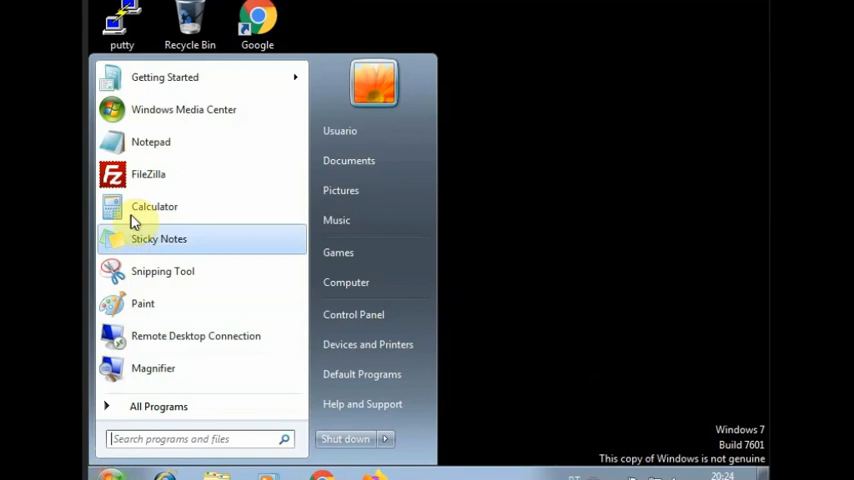 putty
Recycle Bin
Google
Getting Started
Windows Media Center
Notepad
FileZilla
Calculator
Sticky Notes
Snipping Tool
Paint
Remote Desktop Connection
Magnifier
All Programs
Search programs and files
Usuario
Documents
Pictures
Music
Games
Computer
Control Panel
Devices and Printers
Default Programs
Help and Support
Shut down
Windows 7
Build 7601
This copy of Windows is not genuine
20:24